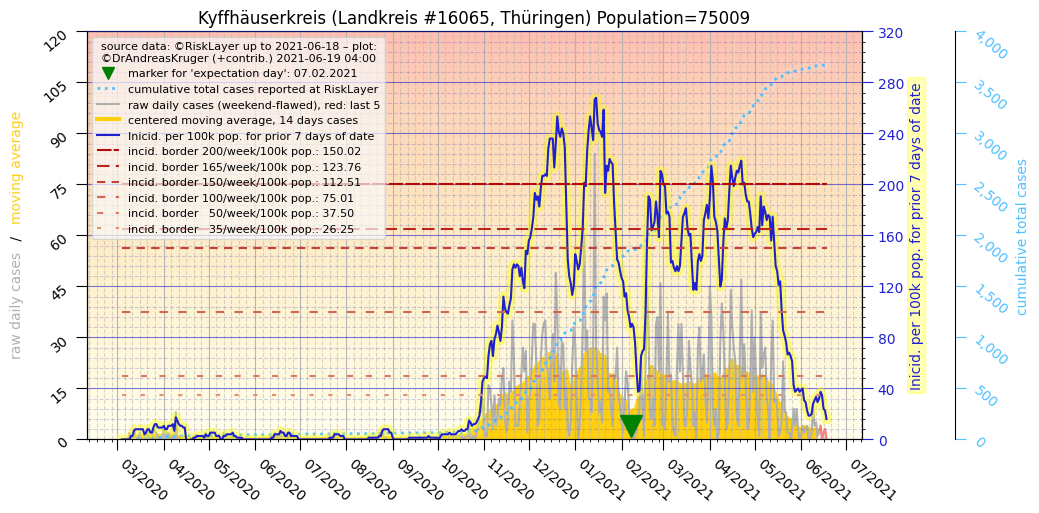 Kyffhäuserkreis (Landkreis #16065, Thüringen) Population=75009
source data: ©RiskLayer up to 2021-06-18 – plot:
©DrAndreasKruger (+contrib.) 2021-06-19 04:00
marker for 'expectation day': 07.02.2021
cumulative total cases reported at RiskLayer
raw daily cases (weekend-flawed), red: last 5
centered moving average, 14 days cases
Inicid. per 100k pop. for prior 7 days of date
incid. border 200/week/100k pop.: 150.02
incid. border 165/week/100k pop.: 123.76
incid. border 150/week/100k pop.: 112.51
incid. border 100/week/100k pop.: 75.01
incid. border   50/week/100k pop.: 37.50
incid. border   35/week/100k pop.: 26.25
raw daily cases / moving average
120
105
90
75
60
45
30
15
0
03/2020
04/2020
05/2020
06/2020
07/2020
08/2020
09/2020
10/2020
11/2020
12/2020
01/2021
02/2021
03/2021
04/2021
05/2021
06/2021
07/2021
320
280
240
200
160
120
80
40
0
Inicid. per 100k pop. for prior 7 days of date
4,000
3,500
3,000
2,500
2,000
1,500
1,000
500
0
cumulative total cases